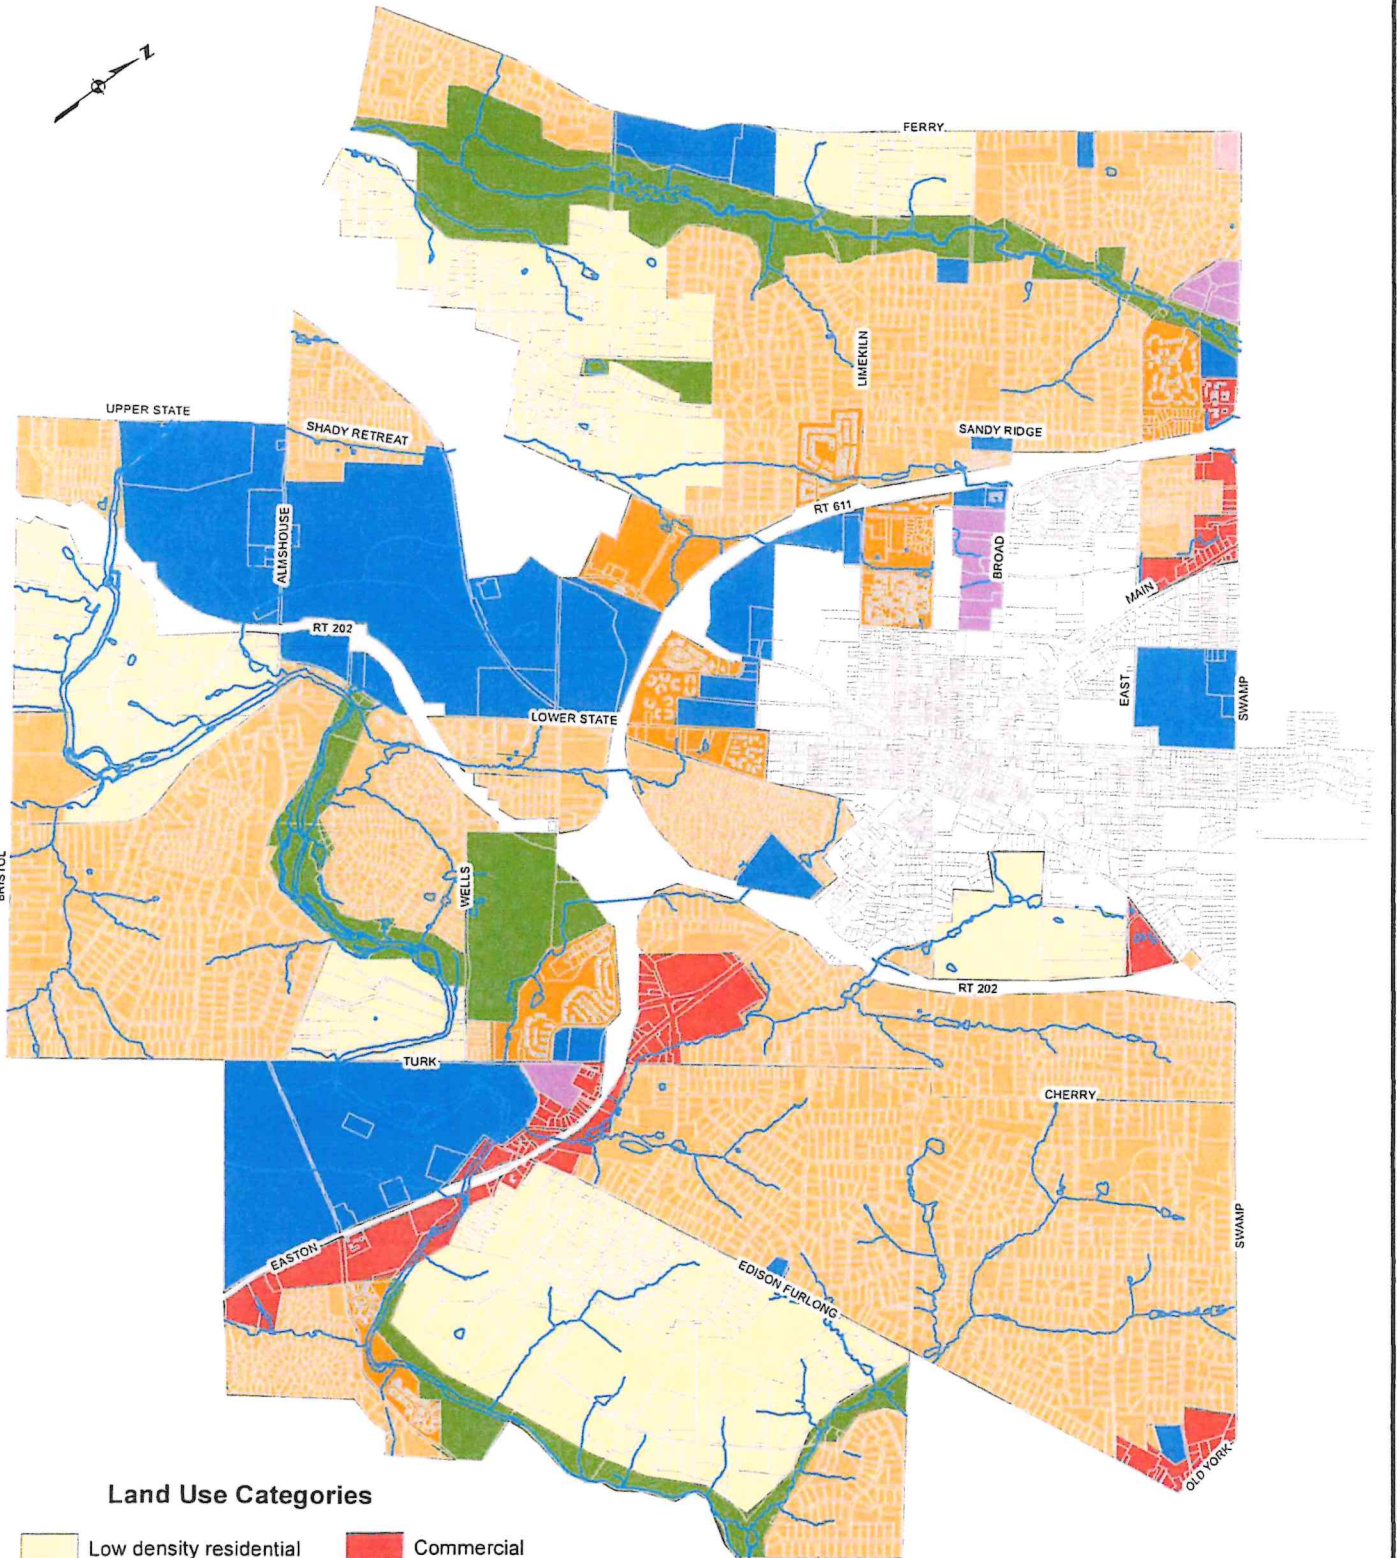 Z
FERRY
LIMEKILN
UPPER STATE
SHADY RETREAT
SANDY RIDGE
RT 611
ALMSHOUSE
BROAD
MAIN
RT 202
EAST
SWAMP
LOWER STATE
BRISTOL
WELLS
RT 202
TURK
CHERRY
SWAMP
EASTON
EDISON FURLONG
OLD YORK
Land Use Categories
Low density residential
Commercial